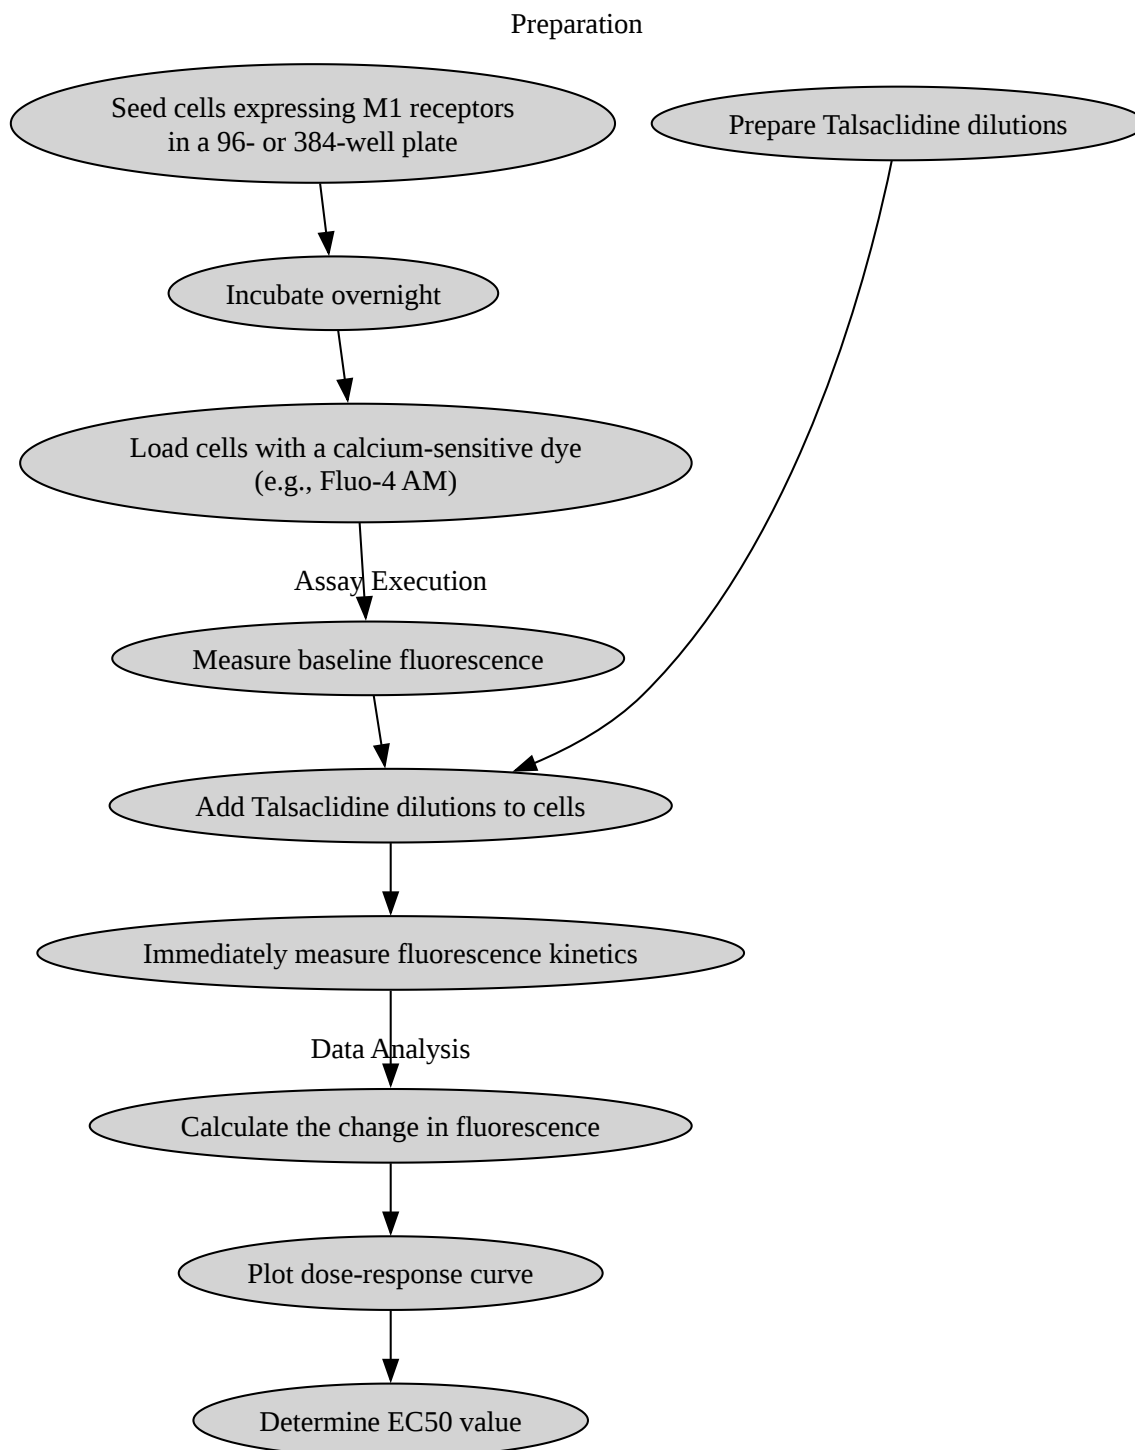 Preparation
Seed cells expressing M1 receptors
in a 96- or 384-well plate
Prepare Talsaclidine dilutions
Incubate overnight
Load cells with a calcium-sensitive dye
(e.g., Fluo-4 AM)
Assay Execution
Measure baseline fluorescence
Add Talsaclidine dilutions to cells
Immediately measure fluorescence kinetics
Data Analysis
Calculate the change in fluorescence
Plot dose-response curve
Determine EC50 value